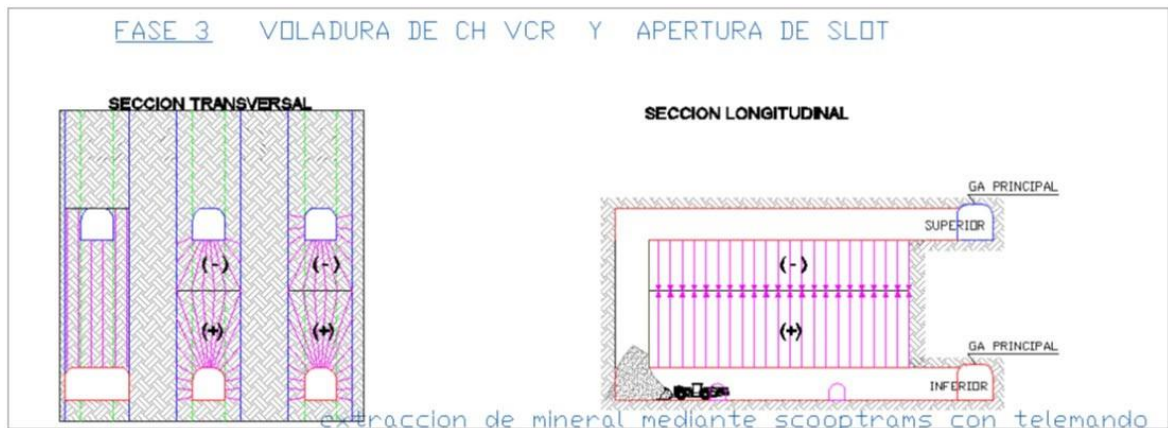 FASE 3 VOLADURA DE CH VCR Y APERTURA DE SLOT
SECCION TRANSVERSAL
SECCION LONGITUDINAL
GA PRINCIPAL
SUPERIOR
(-) (-)
(-)
(+) (+)
(+)
GA PRINCIPAL
INFERIOR
extraccion de mineral mediante scooptrams con telemando